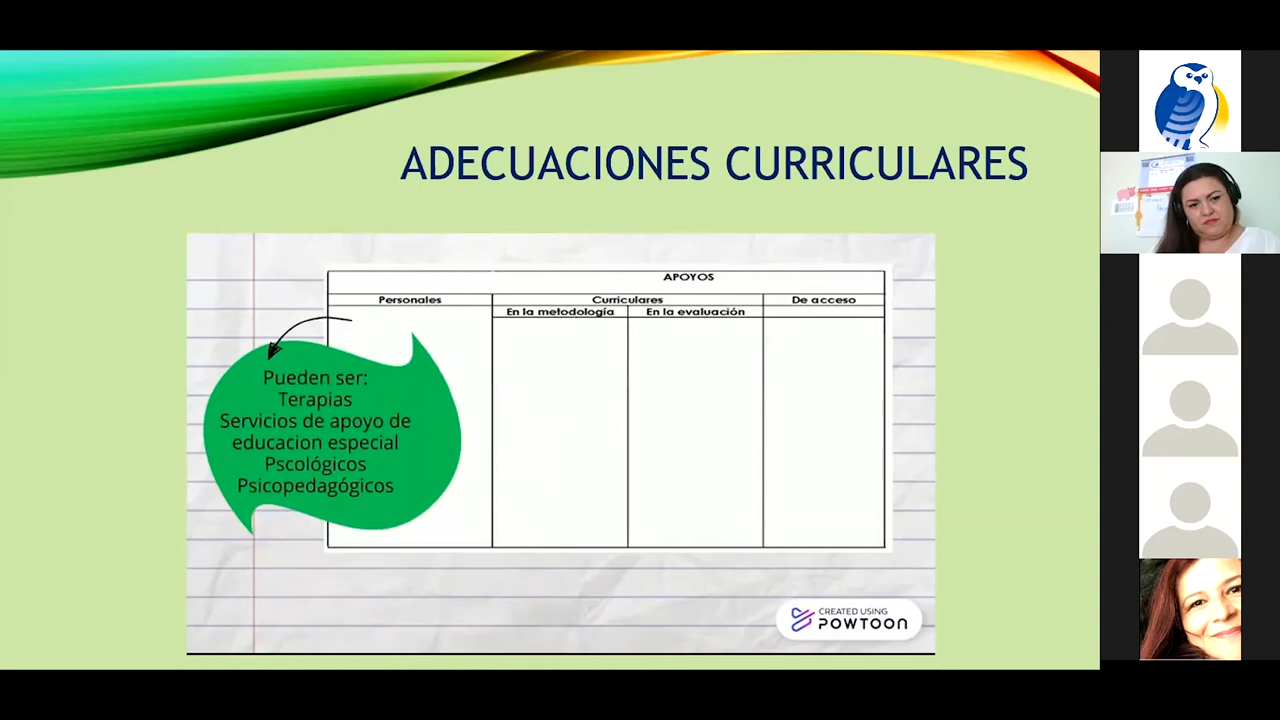 ADECUACIONES CURRICULARES
APOYOS
Personales
Curriculares
De acceso
En la metodología
En la evaluación
Pueden ser:
Terapias
Servicios de apoyo de
educacion especial
Pscológicos
Psicopedagógicos
CREATED USING
POWTOON